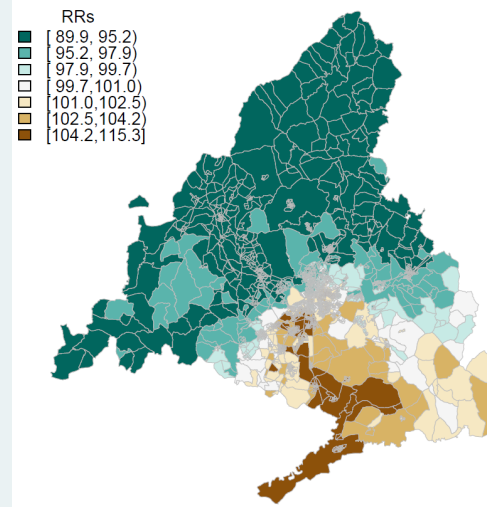 RRs
[ 89.9, 95.2)
[ 95.2, 97.9)
[ 97.9, 99.7)
[ 99.7,101.0)
[101.0,102.5)
[102.5,104.2)
[104.2,115.3]